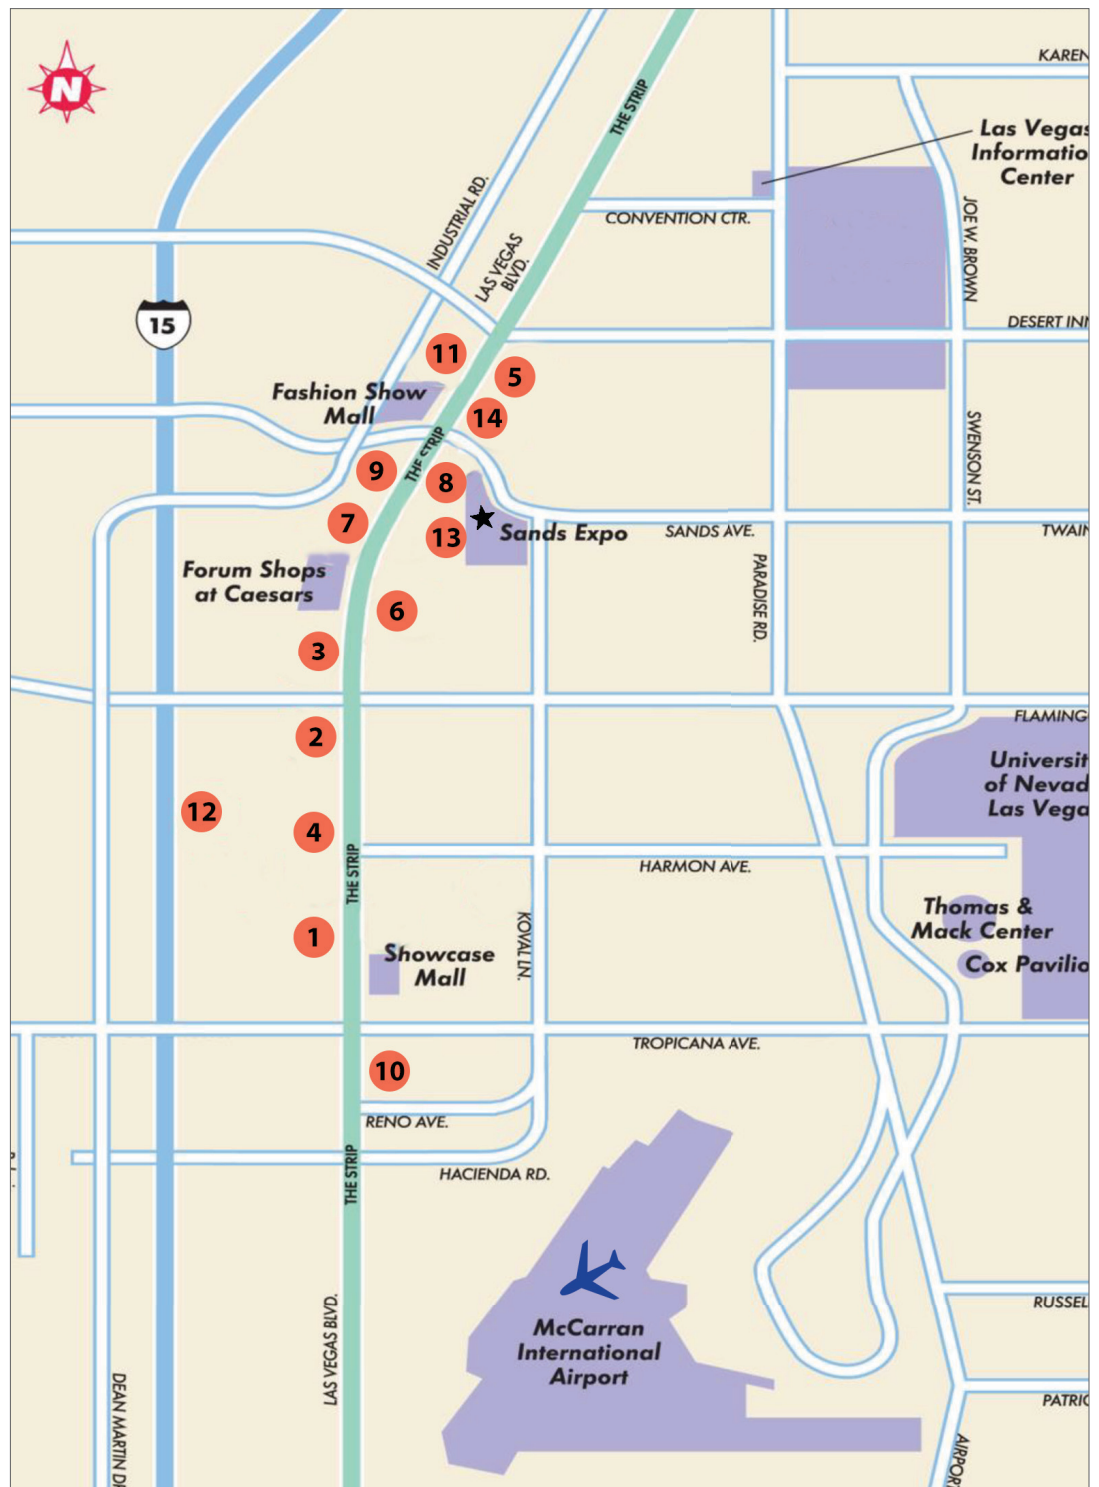 N
KAREN
THE STRIP
Las Vegas
Informatio
Center
INDUSTRIAL RD.
JOE W. BROWN
CONVENTION CTR.
LAS VEGAS
BLVD.
15
DESERT INN
11
5
Fashion Show
Mall
14
SWENSON ST.
THE STRIP
9
8
7
13
Sands Expo
SANDS AVE.
TWAIN
PARADISE RD.
Forum Shops
at Caesars
6
3
FLAMING
2
Universit
of Nevad
Las Vega
12
4
THE STRIP
HARMON AVE.
Thomas &
Mack Center
1
KOVAL LN.
Showcase
Mall
Cox Pavilio
TROPICANA AVE.
10
RENO AVE.
THE STRIP
HACIENDA RD.
LAS VEGAS BLVD.
RUSSEL
McCarran
International
Airport
DEAN MARTIN DR
PATRIC
AIRPOR